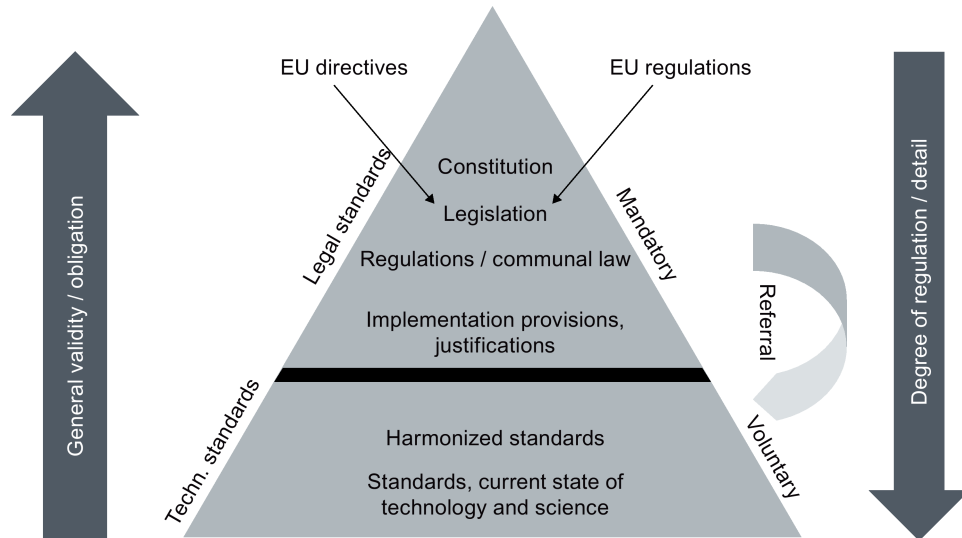 EU directives
EU regulations
Constitution
Legislation
Regulations / communal law
Implementation provisions,
justifications
Harmonized standards
Standards, current state of
technology and science
General validity / obligation
Legal standards
Techn. standards
Mandatory
Voluntary
Referral
Degree of regulation / detail